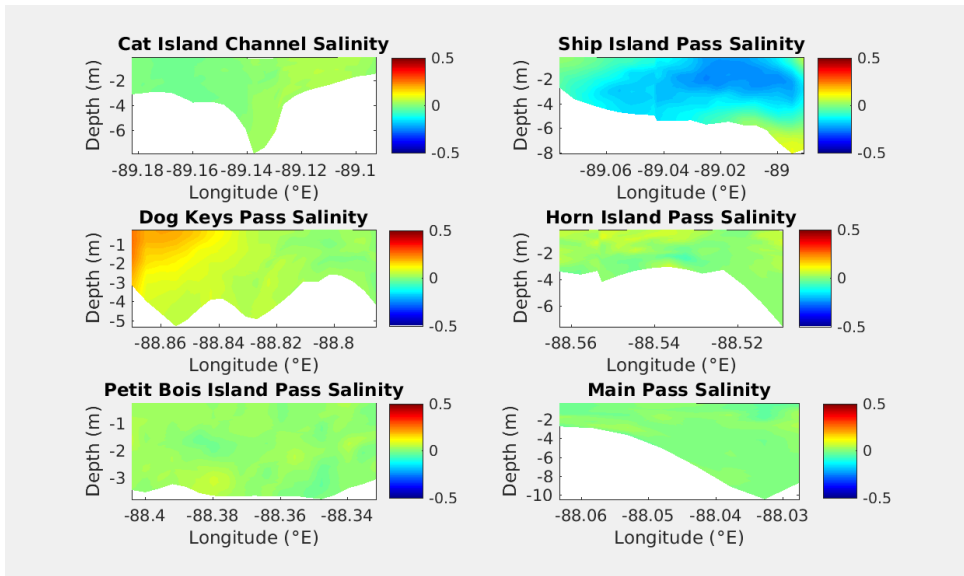 Cat Island Channel Salinity
Depth (m)
-2
-4
-6
-89.18 -89.16 -89.14 -89.12 -89.1
Longitude (°E)
0.5
0
-0.5
Ship Island Pass Salinity
Depth (m)
-2
-4
-6
-8
-89.06 -89.04 -89.02 -89
Longitude (°E)
0.5
0
-0.5
Dog Keys Pass Salinity
Depth (m)
-1
-2
-3
-4
-5
-88.86 -88.84 -88.82 -88.8
Longitude (°E)
0.5
0
-0.5
Horn Island Pass Salinity
Depth (m)
-2
-4
-6
-88.56 -88.54 -88.52
Longitude (°E)
0.5
0
-0.5
Petit Bois Island Pass Salinity
Depth (m)
-1
-2
-3
-88.4 -88.38 -88.36 -88.34
Longitude (°E)
0.5
0
-0.5
Main Pass Salinity
Depth (m)
-2
-4
-6
-8
-10
-88.06 -88.05 -88.04 -88.03
Longitude (°E)
0.5
0
-0.5